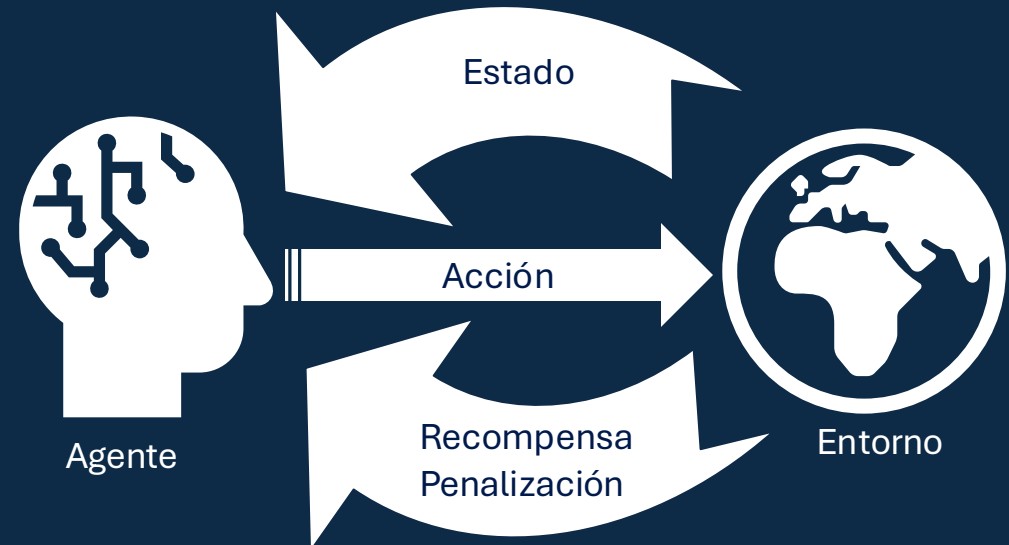 Estado
Acción
Recompensa
Penalización
Agente
Entorno